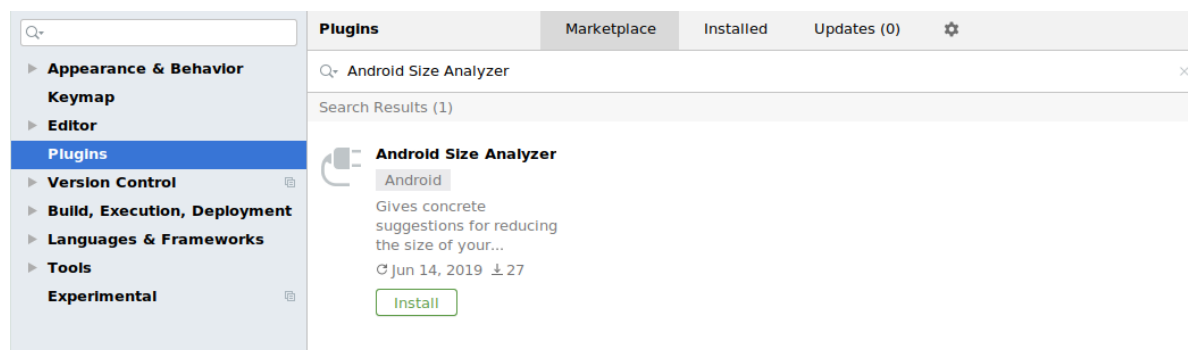 Appearance & Behavior
Keymap
Editor
Plugins
Version Control
Build, Execution, Deployment
Languages & Frameworks
Tools
Experimental
Plugins Marketplace Installed Updates (0)
Android Size Analyzer
Search Results (1)
Android Size Analyzer
Android
Gives concrete
suggestions for reducing
the size of your...
Jun 14, 2019 27
Install